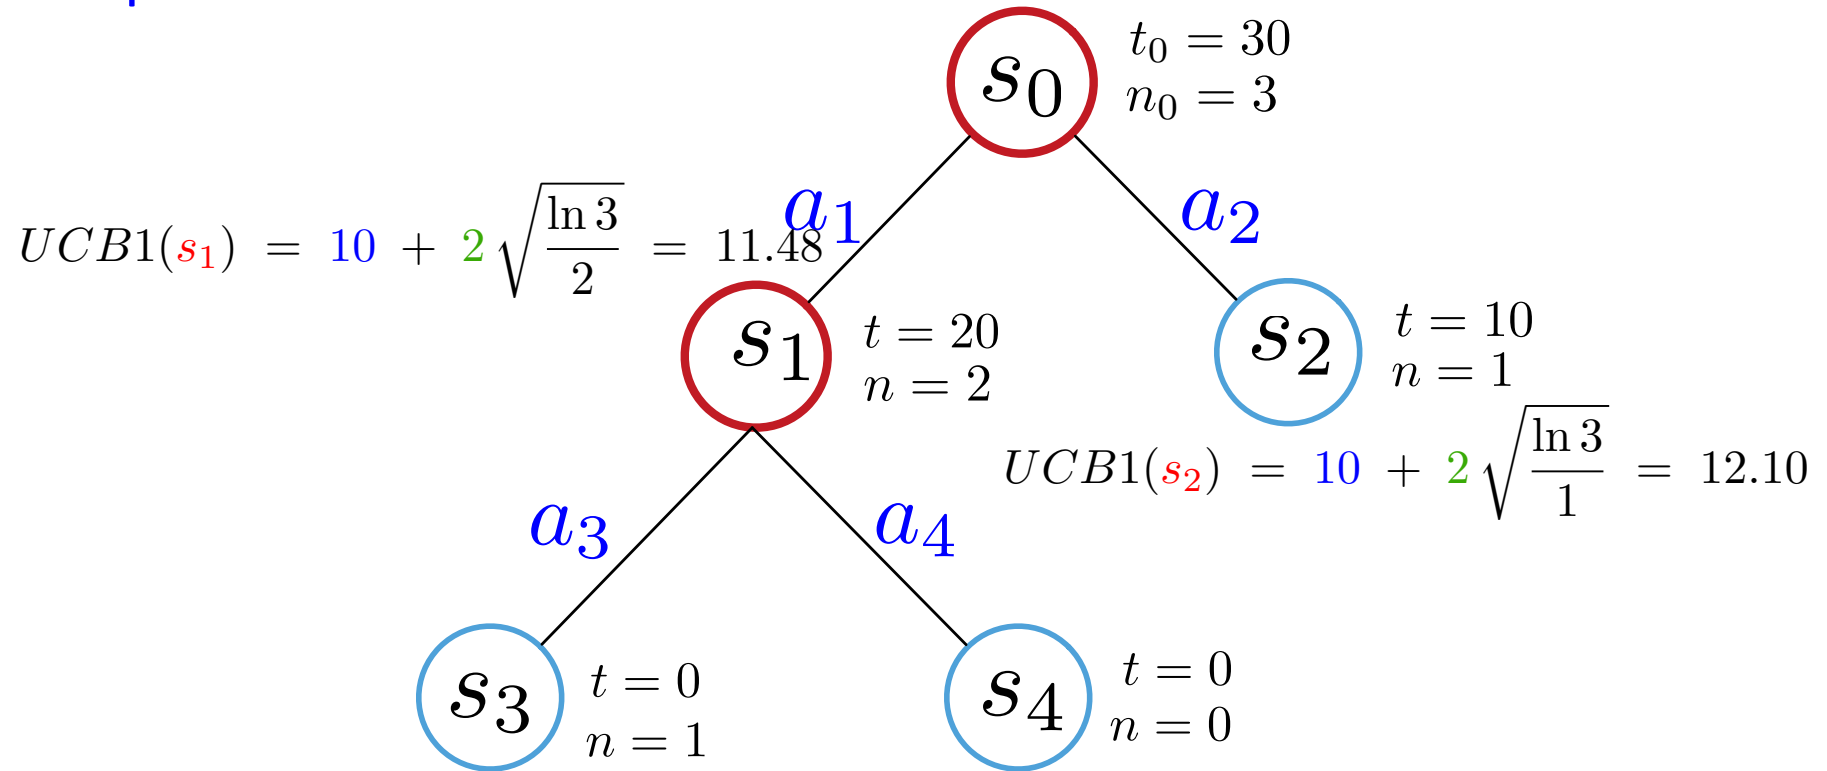 s₀
t₀ = 30
n₀ = 3
a₁
a₂
UCB1(s₁) = 10 + 2√(ln 3 / 2) = 11.48
s₁
t = 20
n = 2
s₂
t = 10
n = 1
UCB1(s₂) = 10 + 2√(ln 3 / 1) = 12.10
a₃
a₄
s₃
t = 0
n = 1
s₄
t = 0
n = 0